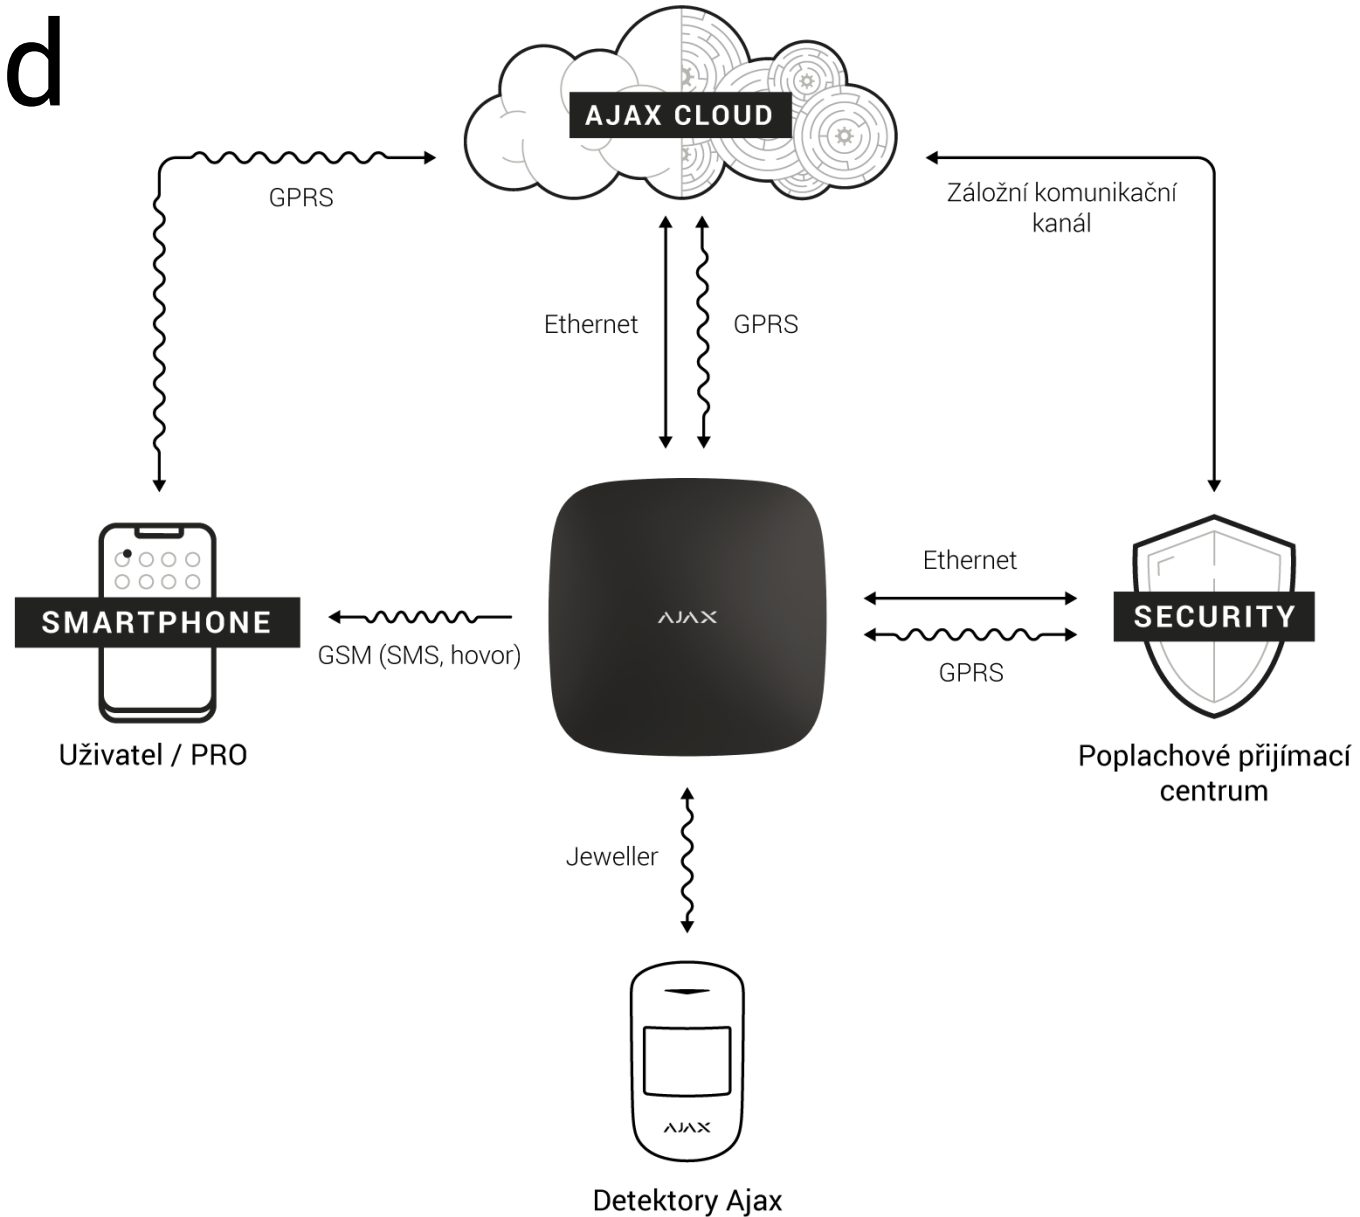 d
AJAX CLOUD
GPRS
Záložní komunikační
kanál
Ethernet
GPRS
AJAX
Ethernet
GPRS
SMARTPHONE
GSM (SMS, hovor)
SECURITY
Uživatel / PRO
Poplachové přijímací
centrum
Jeweller
AJAX
Detektory Ajax